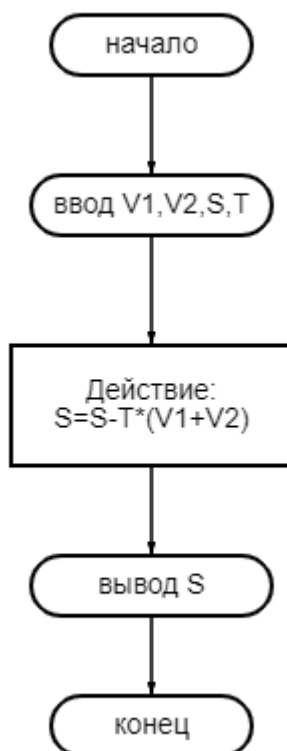 начало
ввод V1,V2,S,T
Действие:
S=S-T*(V1+V2)
вывод S
конец